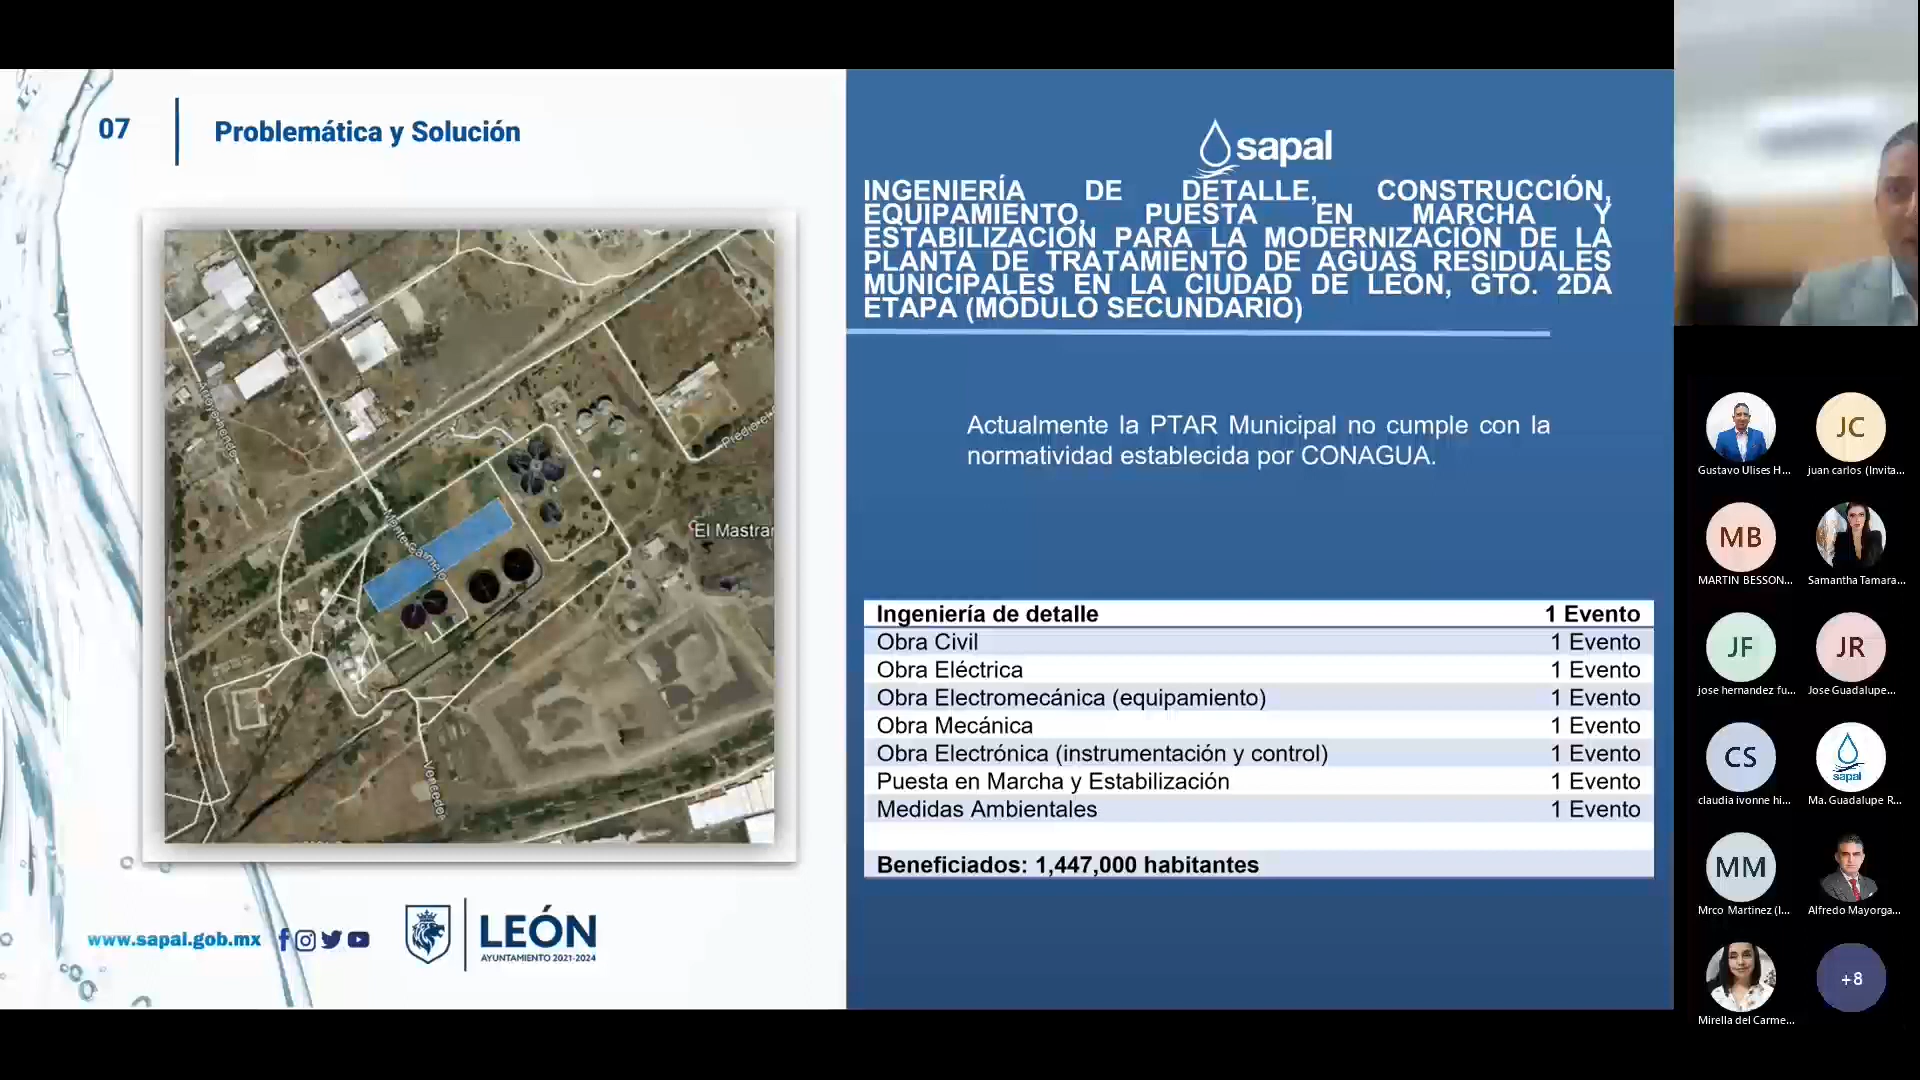 07
Problemática y Solución
Arroyo hondo
Monte Carmelo
El Mastran
sapal
INGENIERÍA DE DETALLE, CONSTRUCCIÓN,
EQUIPAMIENTO, PUESTA EN MARCHA Y
ESTABILIZACIÓN PARA LA MODERNIZACIÓN DE LA
PLANTA DE TRATAMIENTO DE AGUAS RESIDUALES
MUNICIPALES EN LA CIUDAD DE LEÓN, GTO. 2DA
ETAPA (MÓDULO SECUNDARIO)
Actualmente la PTAR Municipal no cumple con la
normatividad establecida por CONAGUA.
Ingeniería de detalle 1 Evento
Obra Civil 1 Evento
Obra Eléctrica 1 Evento
Obra Electromecánica (equipamiento) 1 Evento
Obra Mecánica 1 Evento
Obra Electrónica (instrumentación y control) 1 Evento
Puesta en Marcha y Estabilización 1 Evento
Medidas Ambientales 1 Evento
Beneficiados: 1,447,000 habitantes
www.sapal.gob.mx
LEÓN
AYUNTAMIENTO 2021-2024
Gustavo Ulises H...
JC
juan carlos (Invita...
MB
MARTIN BESSON...
Samantha Tamara...
JF
jose hernandez fu...
JR
Jose Guadalupe...
CS
claudia ivonne hi...
sapal
Ma. Guadalupe R...
MM
Mrco Martinez (I...
Alfredo Mayorga...
Mirella del Carme...
+8